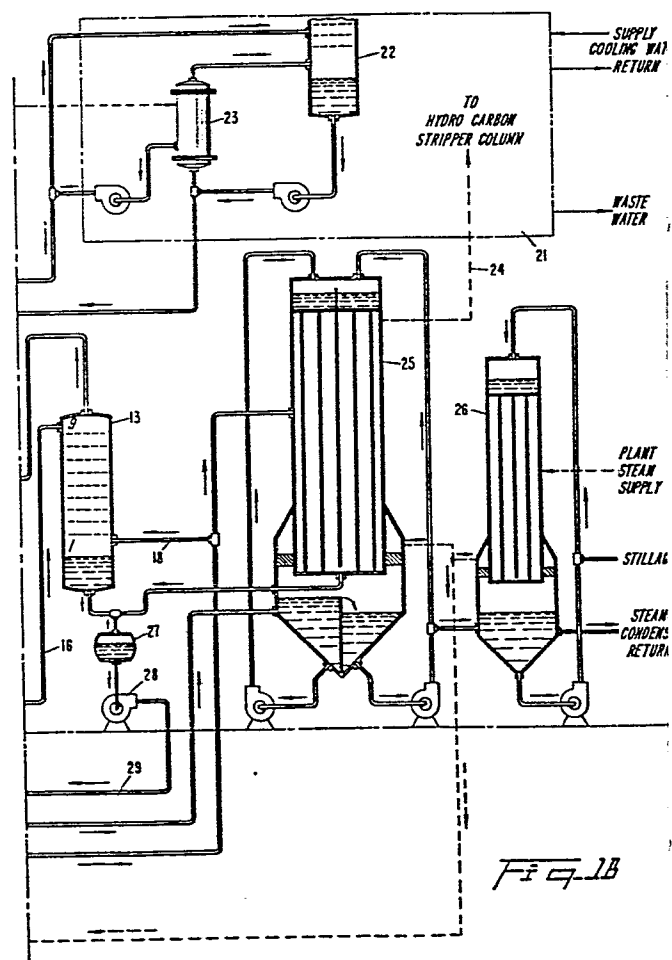 22
SUPPLY
COOLING WAT
RETURN
23
TO
HYDRO CARBON
STRIPPER COLUMN
WASTE
WATER
21
24
25
13
9
26
PLANT
STEAM
SUPPLY
1
18
STILLAG
STEAM
CONDENS
RETURN
16
27
28
29
Fig. 1B